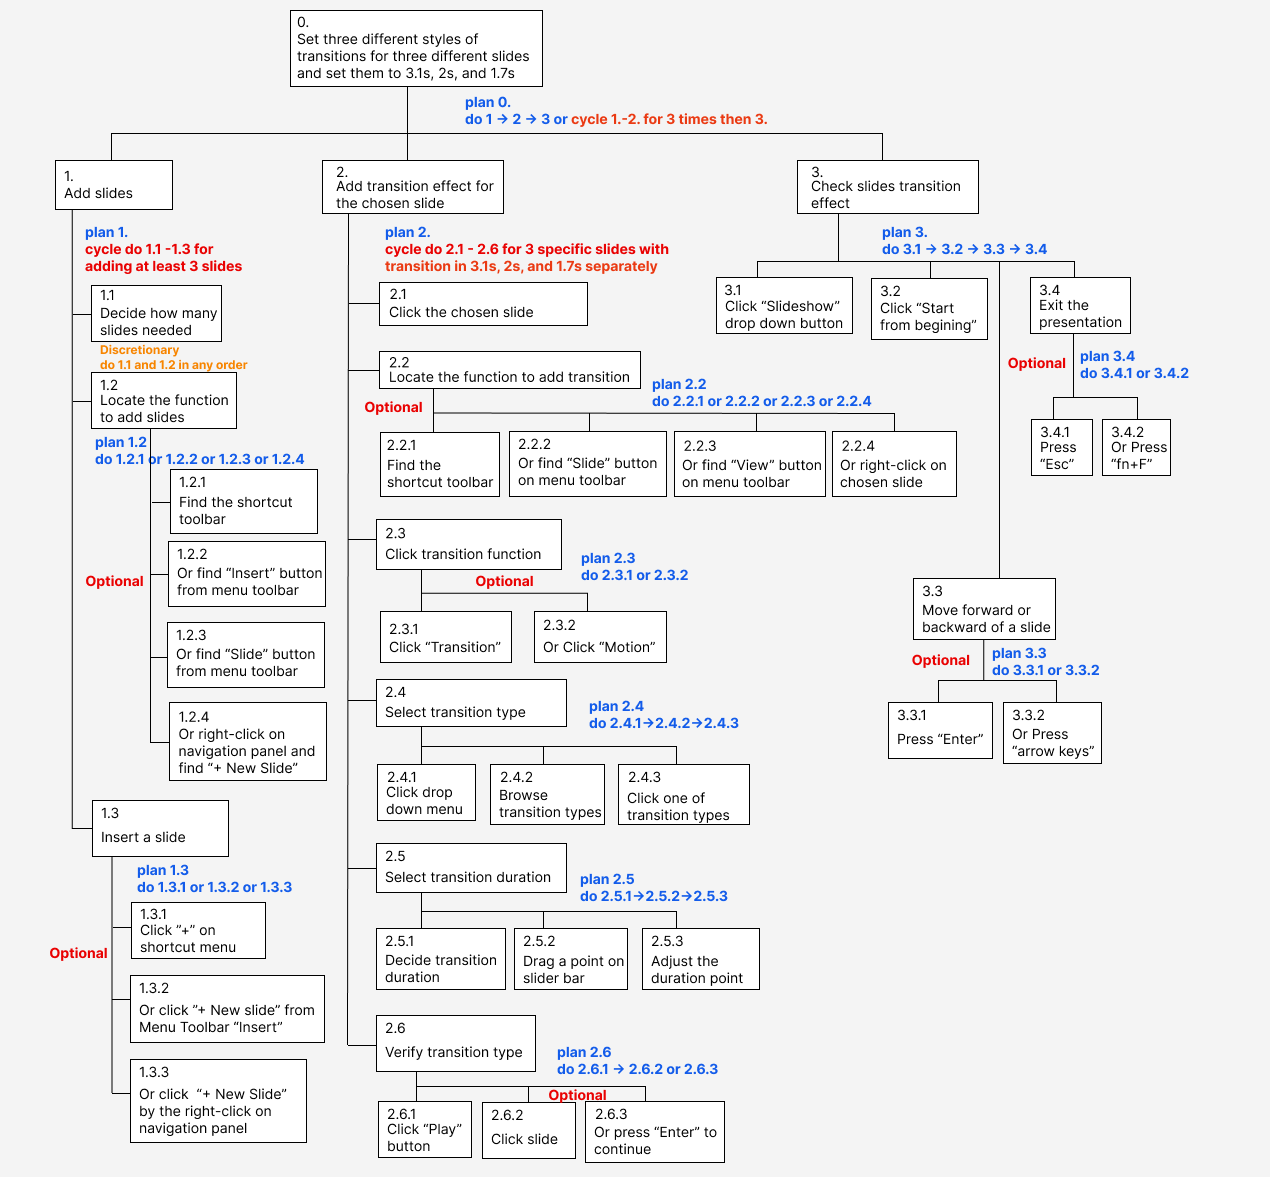 0.
Set three different styles of
transitions for three different slides
and set them to 3.1s, 2s, and 1.7s
plan 0.
do 1 → 2 → 3 or cycle 1.-2. for 3 times then 3.
1.
Add slides
plan 1.
cycle do 1.1 -1.3 for
adding at least 3 slides
1.1
Decide how many
slides needed
Discretionary
do 1.1 and 1.2 in any order
1.2
Locate the function
to add slides
plan 1.2
do 1.2.1 or 1.2.2 or 1.2.3 or 1.2.4
1.2.1
Find the shortcut
toolbar
Optional
1.2.2
Or find “Insert” button
from menu toolbar
1.2.3
Or find “Slide” button
from menu toolbar
1.2.4
Or right-click on
navigation panel and
find “+ New Slide”
1.3
Insert a slide
plan 1.3
do 1.3.1 or 1.3.2 or 1.3.3
Optional
1.3.1
Click ”+” on
shortcut menu
1.3.2
Or click ”+ New slide” from
Menu Toolbar “Insert”
1.3.3
Or click “+ New Slide”
by the right-click on
navigation panel
2.
Add transition effect for
the chosen slide
plan 2.
cycle do 2.1 - 2.6 for 3 specific slides with
transition in 3.1s, 2s, and 1.7s separately
2.1
Click the chosen slide
2.2
Locate the function to add transition
plan 2.2
do 2.2.1 or 2.2.2 or 2.2.3 or 2.2.4
Optional
2.2.1
Find the
shortcut toolbar
2.2.2
Or find “Slide” button
on menu toolbar
2.2.3
Or find “View” button
on menu toolbar
2.2.4
Or right-click on
chosen slide
2.3
Click transition function
plan 2.3
do 2.3.1 or 2.3.2
Optional
2.3.1
Click “Transition”
2.3.2
Or Click “Motion”
2.4
Select transition type
plan 2.4
do 2.4.1→2.4.2→2.4.3
2.4.1
Click drop
down menu
2.4.2
Browse
transition types
2.4.3
Click one of
transition types
2.5
Select transition duration
plan 2.5
do 2.5.1→2.5.2→2.5.3
2.5.1
Decide transition
duration
2.5.2
Drag a point on
slider bar
2.5.3
Adjust the
duration point
2.6
Verify transition type
plan 2.6
do 2.6.1 → 2.6.2 or 2.6.3
Optional
2.6.1
Click “Play”
button
2.6.2
Click slide
2.6.3
Or press “Enter” to
continue
3.
Check slides transition
effect
plan 3.
do 3.1 → 3.2 → 3.3 → 3.4
3.1
Click “Slideshow”
drop down button
3.2
Click “Start
from begining”
3.4
Exit the
presentation
Optional
plan 3.4
do 3.4.1 or 3.4.2
3.4.1
Press
“Esc”
3.4.2
Or Press
“fn+F”
3.3
Move forward or
backward of a slide
Optional
plan 3.3
do 3.3.1 or 3.3.2
3.3.1
Press “Enter”
3.3.2
Or Press
“arrow keys”